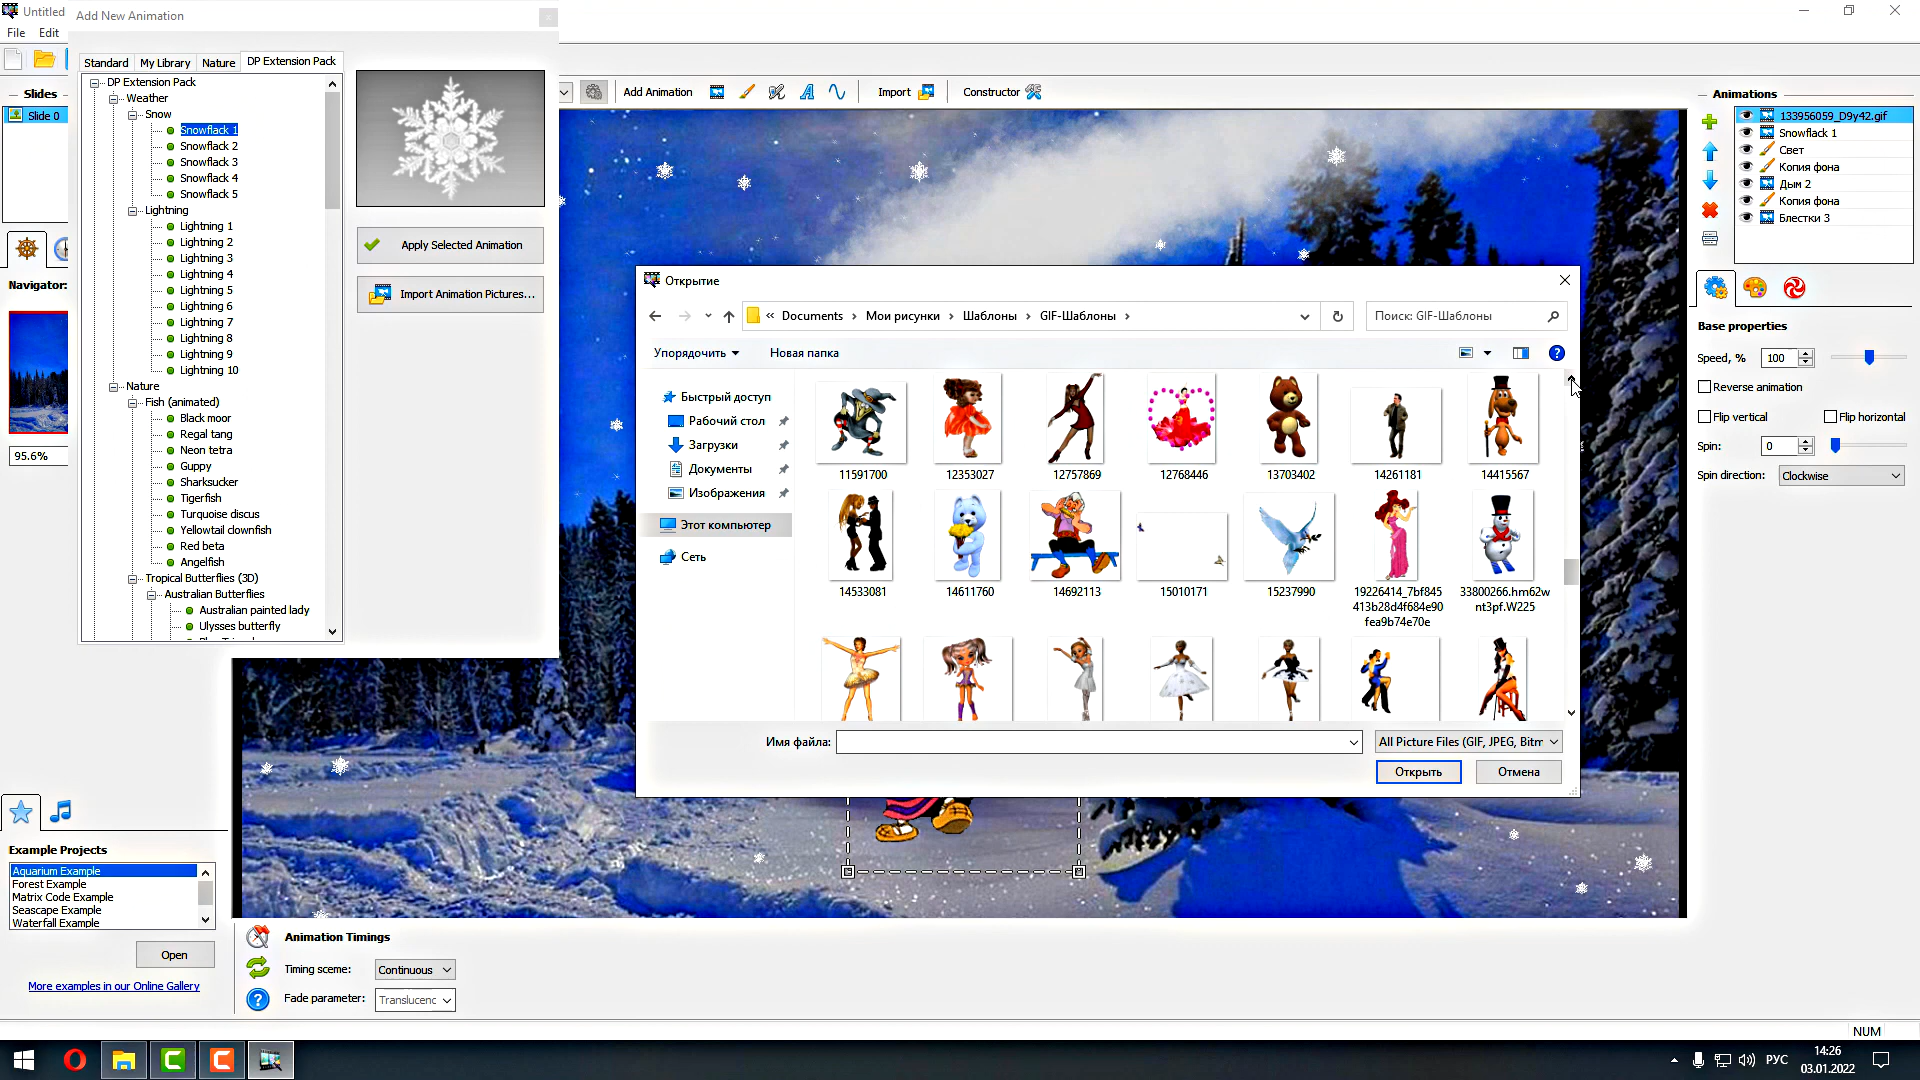 Untitled
Add New Animation
File Edit
Standard My Library Nature DP Extension Pack
DP Extension Pack
Weather
Snow
Snowflack 1
Snowflack 2
Snowflack 3
Snowflack 4
Snowflack 5
Lightning
Lightning 1
Lightning 2
Lightning 3
Lightning 4
Lightning 5
Lightning 6
Lightning 7
Lightning 8
Lightning 9
Lightning 10
Nature
Fish (animated)
Black moor
Regal tang
Neon tetra
Guppy
Sharksucker
Tigerfish
Turquoise discus
Yellowtail clownfish
Red beta
Angelfish
Tropical Butterflies (3D)
Australian Butterflies
Australian painted lady
Ulysses butterfly
Apply Selected Animation
Import Animation Pictures...
Slides
Slide 0
Navigator:
95.6%
Add Animation Import Constructor
Открытие
« Documents › Мои рисунки › Шаблоны › GIF-Шаблоны ›
Поиск: GIF-Шаблоны
Упорядочить Новая папка
Быстрый доступ
Рабочий стол
Загрузки
Документы
Изображения
Этот компьютер
Сеть
11591700 12353027 12757869 12768446 13703402 14261181 14415567
14533081 14611760 14692113 15010171 15237990 19226414_7bf845 33800266.hm62w
413b28d4f684e90 nt3pf.W225
fea9b74e70e
Имя файла:
All Picture Files (GIF, JPEG, Bitm
Открыть Отмена
Animations
133956059_D9y42.gif
Snowflack 1
Свет
Копия фона
Дым 2
Копия фона
Блестки 3
Base properties
Speed, % 100
Reverse animation
Flip vertical Flip horizontal
Spin: 0
Spin direction: Clockwise
Example Projects
Aquarium Example
Forest Example
Matrix Code Example
Seascape Example
Waterfall Example
Open
More examples in our Online Gallery
Animation Timings
Timing sceme: Continuous
Fade parameter: Translucenc
NUM
РУС
14:26
03.01.2022